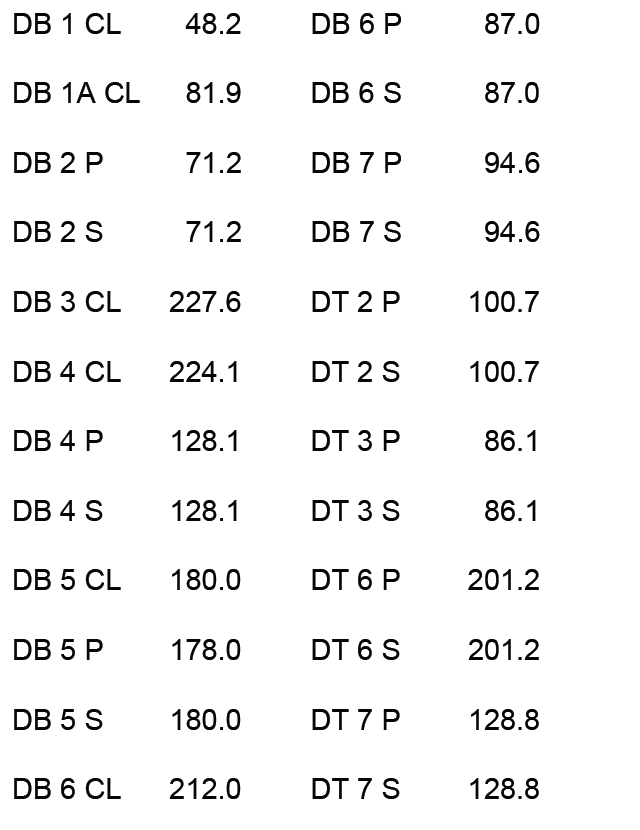 DB 1 CL 48.2 DB 6 P 87.0
DB 1A CL 81.9 DB 6 S 87.0
DB 2 P 71.2 DB 7 P 94.6
DB 2 S 71.2 DB 7 S 94.6
DB 3 CL 227.6 DT 2 P 100.7
DB 4 CL 224.1 DT 2 S 100.7
DB 4 P 128.1 DT 3 P 86.1
DB 4 S 128.1 DT 3 S 86.1
DB 5 CL 180.0 DT 6 P 201.2
DB 5 P 178.0 DT 6 S 201.2
DB 5 S 180.0 DT 7 P 128.8
DB 6 CL 212.0 DT 7 S 128.8